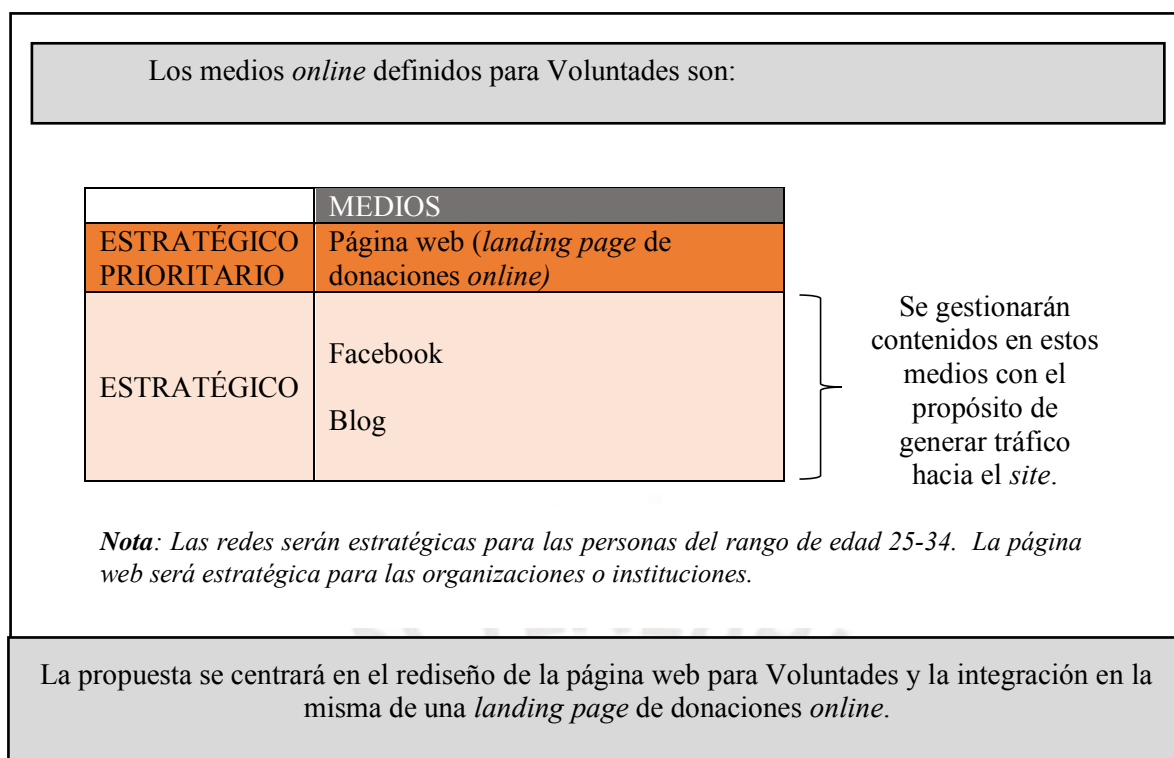 Los medios online definidos para Voluntades son:
MEDIOS
ESTRATÉGICO
PRIORITARIO
Página web (landing page de
donaciones online)
ESTRATÉGICO
Facebook
Blog
Se gestionarán
contenidos en estos
medios con el
propósito de
generar tráfico
hacia el site.
Nota: Las redes serán estratégicas para las personas del rango de edad 25-34. La página
web será estratégica para las organizaciones o instituciones.
La propuesta se centrará en el rediseño de la página web para Voluntades y la integración en la
misma de una landing page de donaciones online.